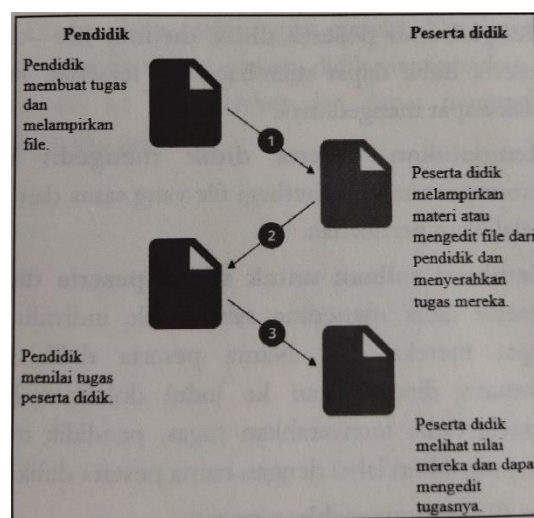 Pendidik
Peserta didik
Pendidik
membuat tugas
dan
melampirkan
file.
1
Peserta didik
melampirkan
materi atau
mengedit file dari
pendidik dan
menyerahkan
tugas mereka.
2
3
Pendidik
menilai tugas
peserta didik.
Peserta didik
melihat nilai
mereka dan dapa
mengedit
tugasnya.